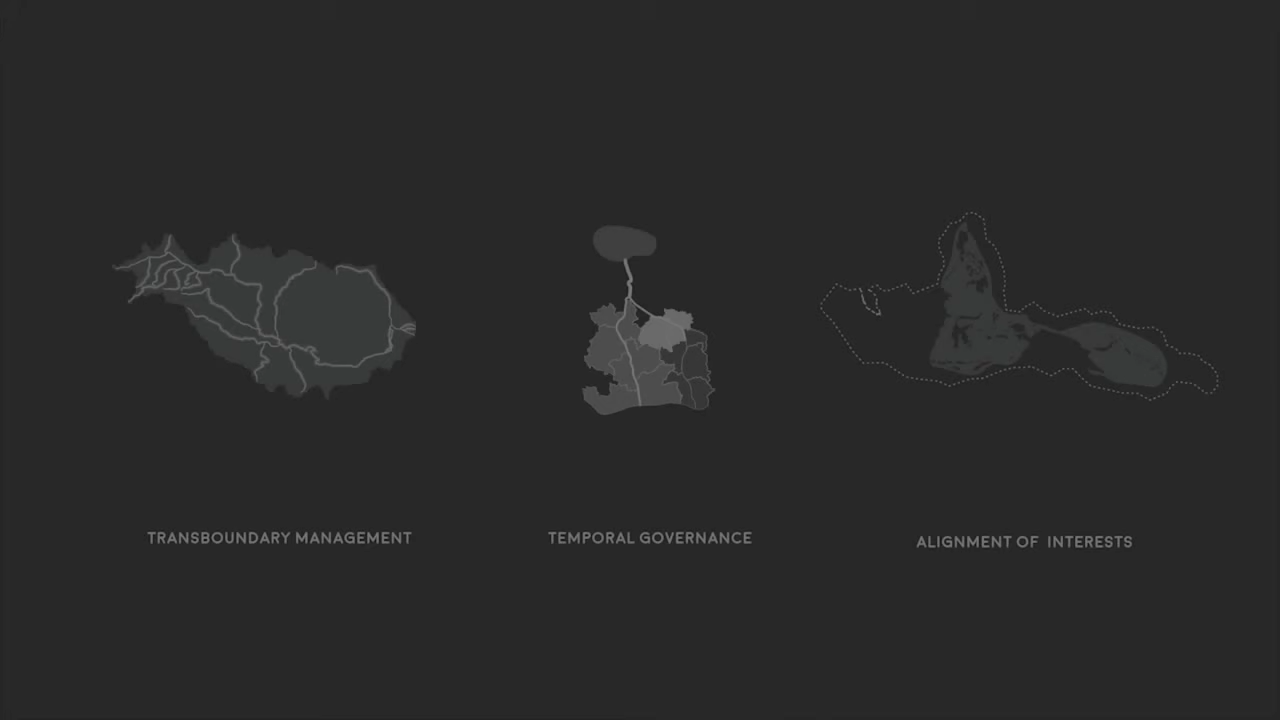 TRANSBOUNDARY MANAGEMENT
TEMPORAL GOVERNANCE
ALIGNMENT OF INTERESTS